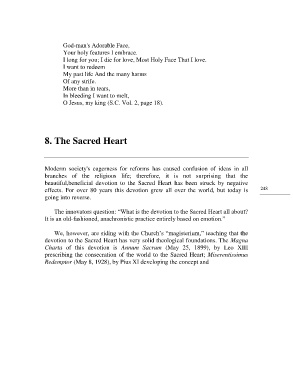 God-man's Adorable Face,
Your holy features I embrace.
I long for you; I die for love, Most Holy Face That I love.
I want to redeem
My past life And the many harms
Of any strife.
More than in tears,
In bleeding I want to melt,
O Jesus, my king (S.C. Vol. 2, page 18).
8. The Sacred Heart
Modern society's eagerness for reforms has caused confusion of ideas in all
branches of the religious life; therefore, it is not surprising that the
beautiful,beneficial devotion to the Sacred Heart has been struck by negative
effects. For over 80 years this devotion grew all over the world, but today is
going into reverse.
248
The innovators question: "What is the devotion to the Sacred Heart all about?
It is an old-fashioned, anachronistic practice entirely based on emotion."
We, however, are siding with the Church's "magisterium," teaching that the
devotion to the Sacred Heart has very solid theological foundations. The Magna
Charta of this devotion is Annum Sacrum (May 25, 1899), by Leo XIII
prescribing the consecration of the world to the Sacred Heart; Miserentissimus
Redemptor (May 8, 1928), by Pius XI developing the concept and